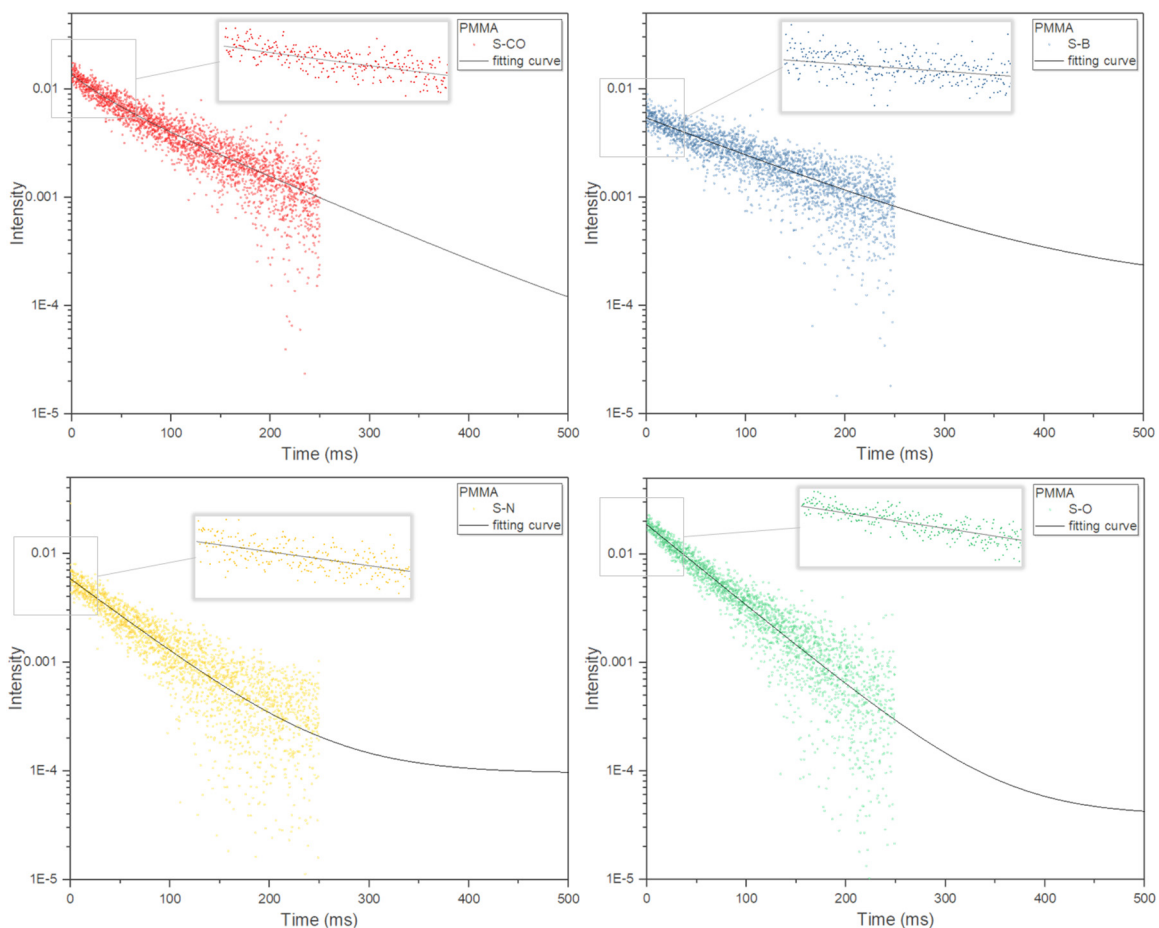 PMMA
S-CO
fitting curve
0.01
0.001
1E-4
1E-5
Intensity
0 100 200 300 400 500
Time (ms)
PMMA
S-B
fitting curve
0.01
0.001
1E-4
1E-5
Intensity
0 100 200 300 400 500
Time (ms)
PMMA
S-N
fitting curve
0.01
0.001
1E-4
1E-5
Intensity
0 100 200 300 400 500
Time (ms)
PMMA
S-O
fitting curve
0.01
0.001
1E-4
1E-5
Intensity
0 100 200 300 400 500
Time (ms)